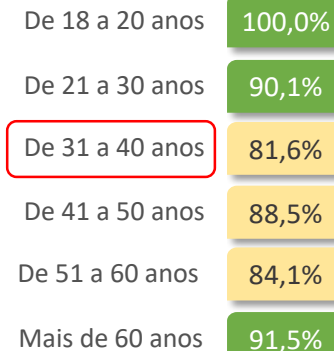 De 18 a 20 anos 100,0%
De 21 a 30 anos 90,1%
De 31 a 40 anos 81,6%
De 41 a 50 anos 88,5%
De 51 a 60 anos 84,1%
Mais de 60 anos 91,5%